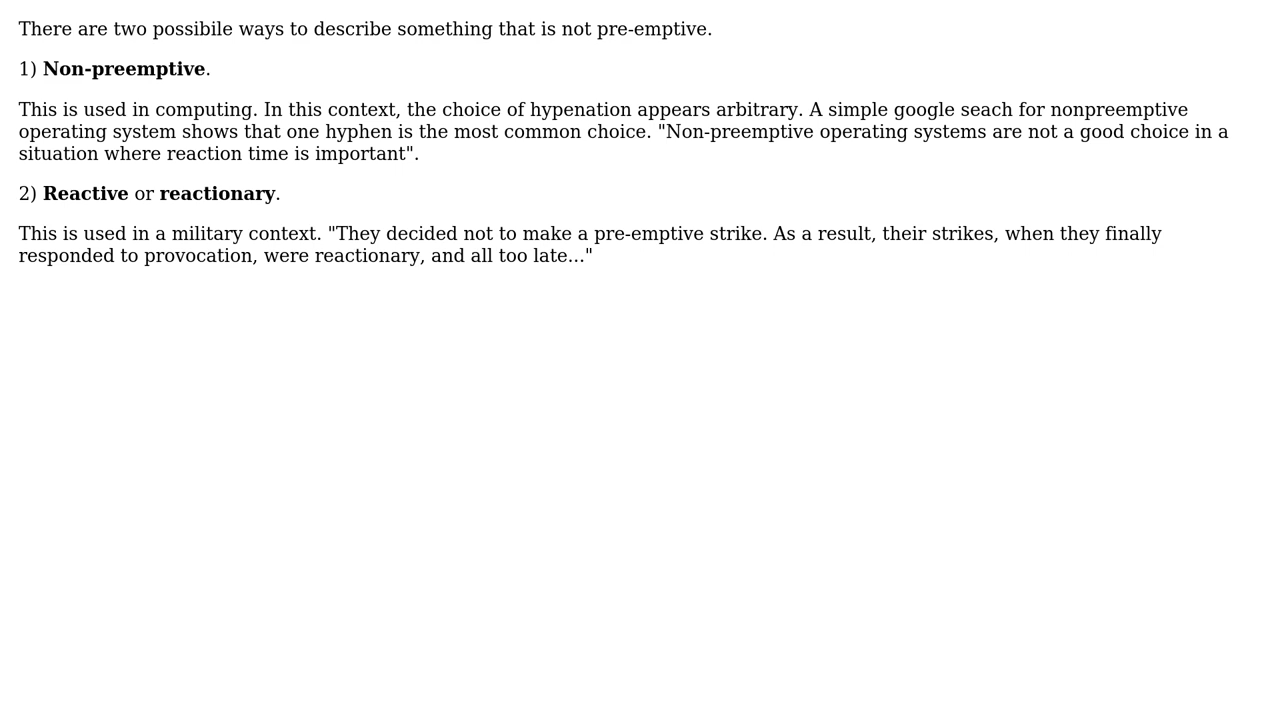 There are two possibile ways to describe something that is not pre-emptive.
1) Non-preemptive.
This is used in computing. In this context, the choice of hypenation appears arbitrary. A simple google seach for nonpreemptive
operating system shows that one hyphen is the most common choice. "Non-preemptive operating systems are not a good choice in a
situation where reaction time is important".
2) Reactive or reactionary.
This is used in a military context. "They decided not to make a pre-emptive strike. As a result, their strikes, when they finally
responded to provocation, were reactionary, and all too late..."